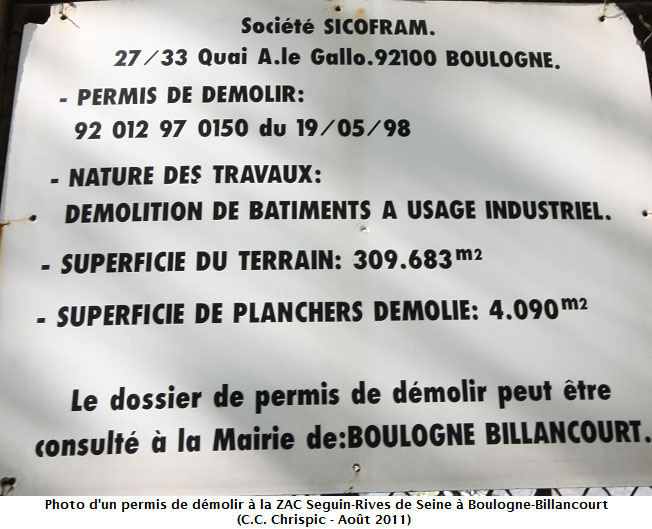 Société SICOFRAM.
27/33 Quai A.le Gallo.92100 BOULOGNE.
- PERMIS DE DEMOLIR:
92 012 97 0150 du 19/05/98
- NATURE DES TRAVAUX:
DEMOLITION DE BATIMENTS A USAGE INDUSTRIEL.
- SUPERFICIE DU TERRAIN: 309.683m2
- SUPERFICIE DE PLANCHERS DEMOLIE: 4.090m2
Le dossier de permis de démolir peut être
consulté à la Mairie de:BOULOGNE BILLANCOURT.
Photo d'un permis de démolir à la ZAC Seguin-Rives de Seine à Boulogne-Billancourt
(C.C. Chrispic - Août 2011)